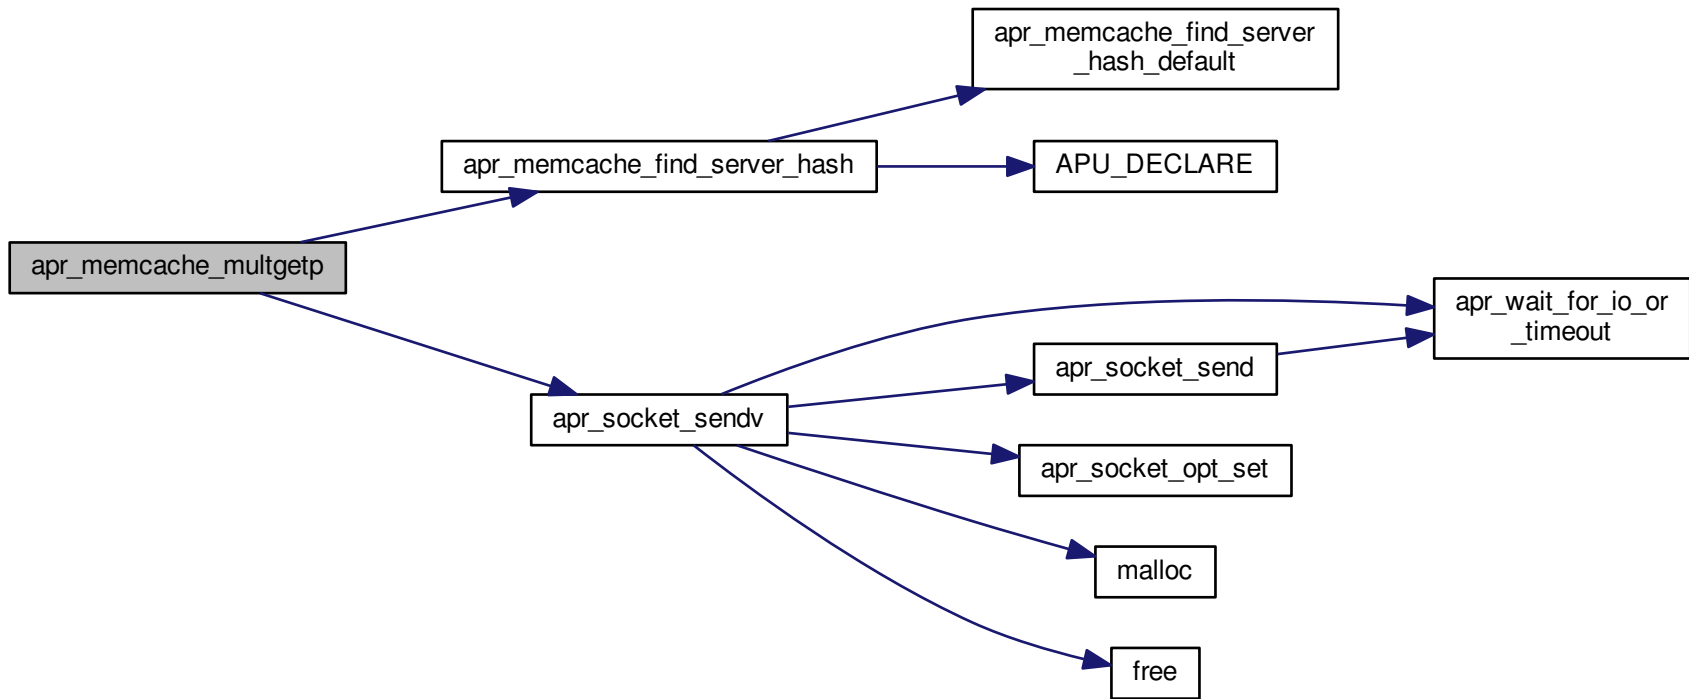 apr_memcache_find_server
_hash_default
apr_memcache_find_server_hash
APU_DECLARE
apr_memcache_multgetp
apr_wait_for_io_or
_timeout
apr_socket_send
apr_socket_sendv
apr_socket_opt_set
malloc
free